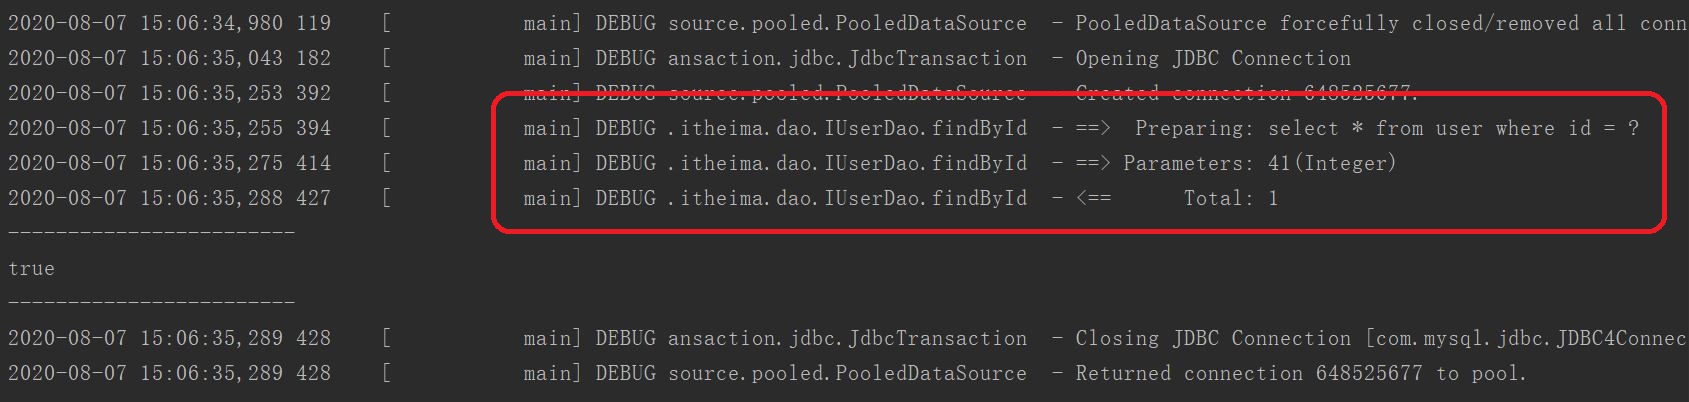 2020-08-07 15:06:34,980 119    [           main] DEBUG source.pooled.PooledDataSource  - PooledDataSource forcefully closed/removed all conn
2020-08-07 15:06:35,043 182    [           main] DEBUG ansaction.jdbc.JdbcTransaction  - Opening JDBC Connection
2020-08-07 15:06:35,253 392    [           main] DEBUG source.pooled.PooledDataSource  - Created connection 648525677.
2020-08-07 15:06:35,255 394    [           main] DEBUG .itheima.dao.IUserDao.findById  - ==>  Preparing: select * from user where id = ?
2020-08-07 15:06:35,275 414    [           main] DEBUG .itheima.dao.IUserDao.findById  - ==> Parameters: 41(Integer)
2020-08-07 15:06:35,288 427    [           main] DEBUG .itheima.dao.IUserDao.findById  - <==      Total: 1
------------------------
true
------------------------
2020-08-07 15:06:35,289 428    [           main] DEBUG ansaction.jdbc.JdbcTransaction  - Closing JDBC Connection [com.mysql.jdbc.JDBC4Connec
2020-08-07 15:06:35,289 428    [           main] DEBUG source.pooled.PooledDataSource  - Returned connection 648525677 to pool.